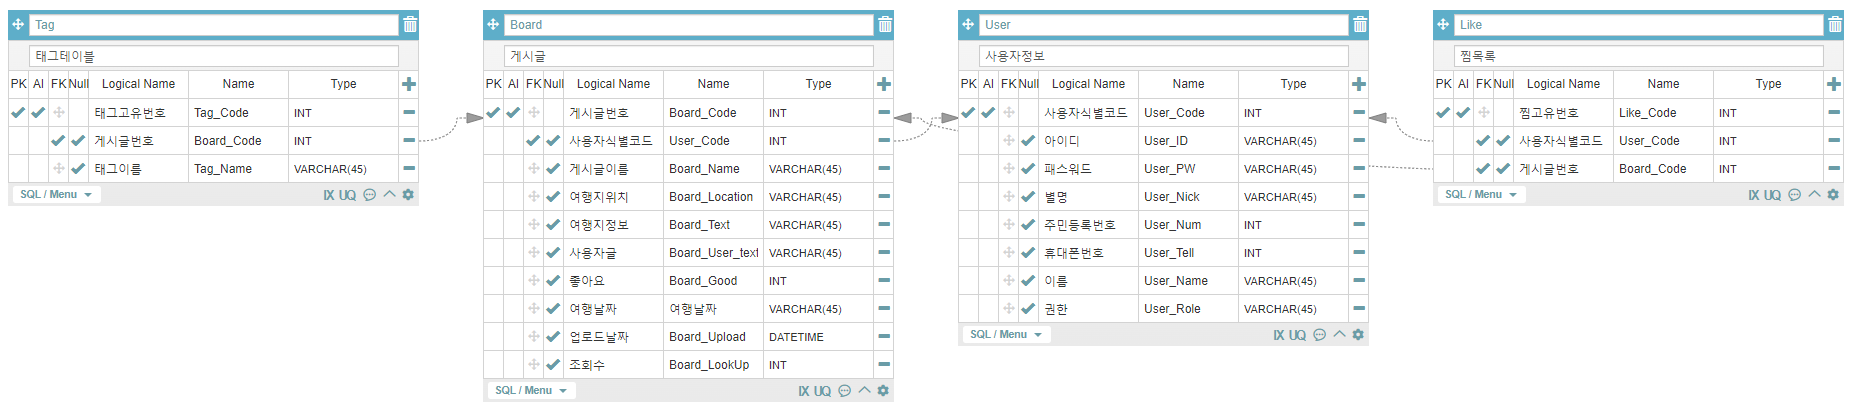 Tag
태그테이블
PK AI FK Null Logical Name Name Type
태그고유번호 Tag_Code INT
게시글번호 Board_Code INT
태그이름 Tag_Name VARCHAR(45)
SQL / Menu IX UQ
Board
게시글
PK AI FK Null Logical Name Name Type
게시글번호 Board_Code INT
사용자식별코드 User_Code INT
게시글이름 Board_Name VARCHAR(45)
여행지위치 Board_Location VARCHAR(45)
여행지정보 Board_Text VARCHAR(45)
사용자글 Board_User_text VARCHAR(45)
좋아요 Board_Good INT
여행날짜 여행날짜 VARCHAR(45)
업로드날짜 Board_Upload DATETIME
조회수 Board_LookUp INT
SQL / Menu IX UQ
User
사용자정보
PK AI FK Null Logical Name Name Type
사용자식별코드 User_Code INT
아이디 User_ID VARCHAR(45)
패스워드 User_PW VARCHAR(45)
별명 User_Nick VARCHAR(45)
주민등록번호 User_Num INT
휴대폰번호 User_Tell INT
이름 User_Name VARCHAR(45)
권한 User_Role VARCHAR(45)
SQL / Menu IX UQ
Like
찜목록
PK AI FK Null Logical Name Name Type
찜고유번호 Like_Code INT
사용자식별코드 User_Code INT
게시글번호 Board_Code INT
SQL / Menu IX UQ